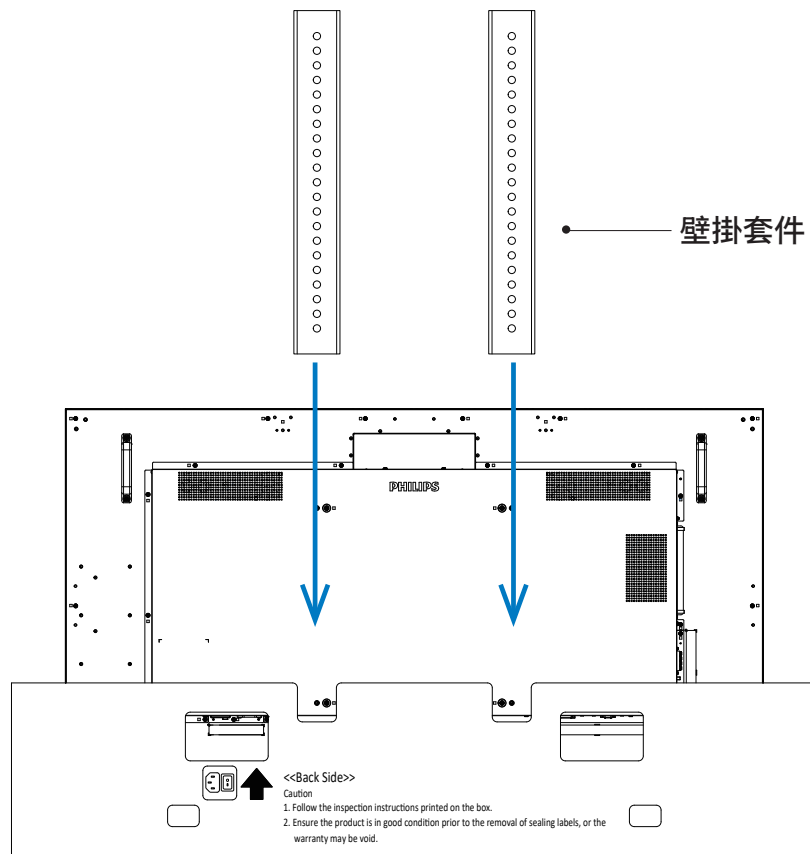 壁掛套件
PHILIPS
<<Back Side>>
Caution
1. Follow the inspection instructions printed on the box.
2. Ensure the product is in good condition prior to the removal of sealing labels, or the
warranty may be void.